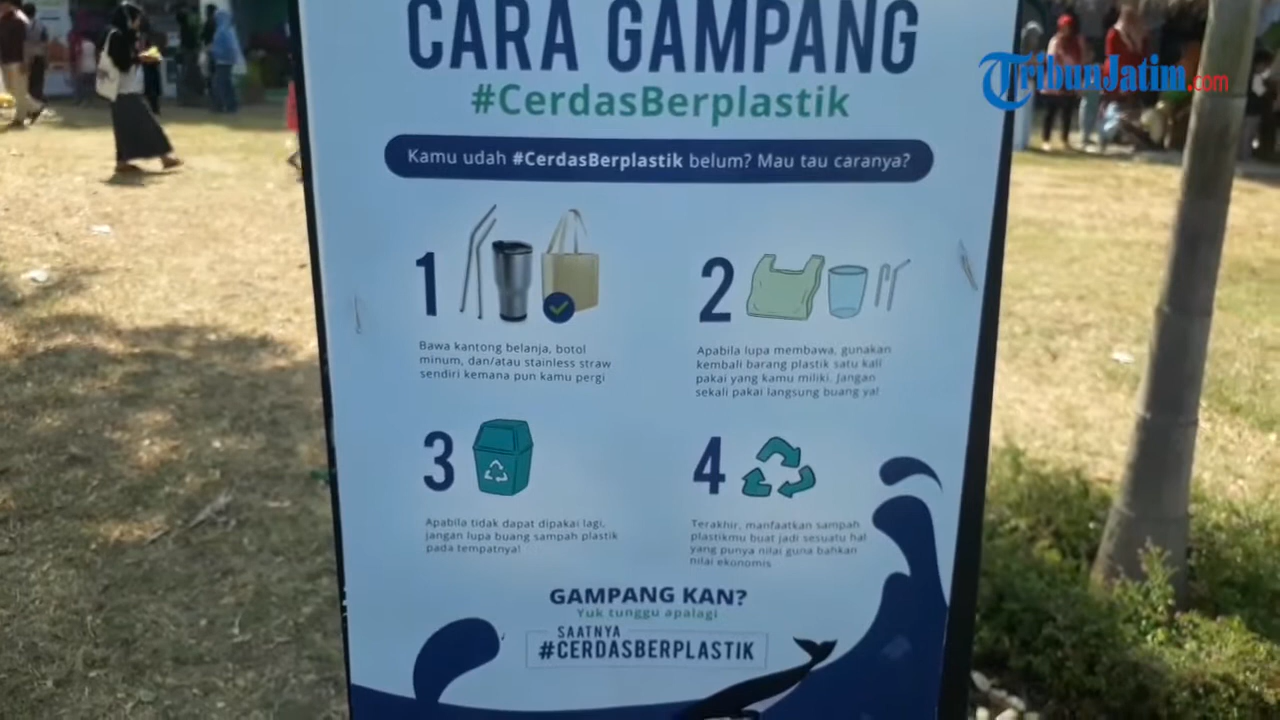 CARA GAMPANG
#CerdasBerplastik
TribunJatim.com
Kamu udah #CerdasBerplastik belum? Mau tau caranya?
1
Bawa kantong belanja, botol
minum, dan/atau stainless straw
sendiri kemana pun kamu pergi
2
Apabila lupa membawa, gunakan
kembali barang plastik satu kali
pakai yang kamu miliki. Jangan
sekali pakai langsung buang ya!
3
Apabila tidak dapat dipakai lagi,
jangan lupa buang sampah plastik
pada tempatnya!
4
Terakhir, manfaatkan sampah
plastikmu buat jadi sesuatu hal
yang punya nilai guna bahkan
nilai ekonomis
GAMPANG KAN?
Yuk tunggu apalagi
SAATNYA
#CERDASBERPLASTIK